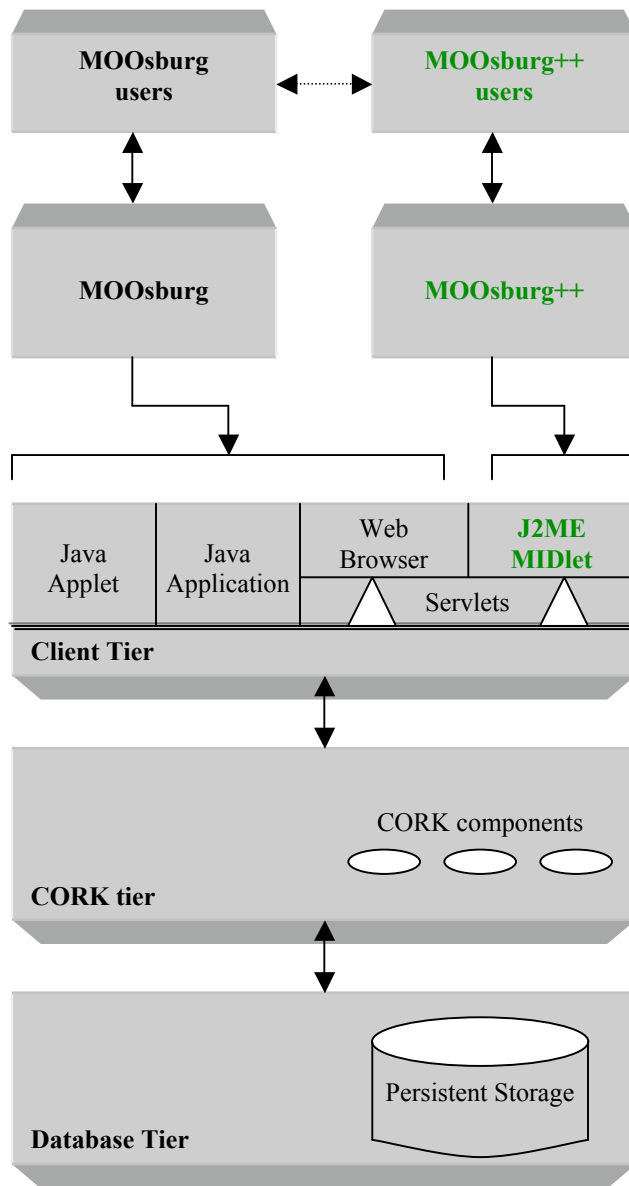 MOOsburg
users
MOOsburg++
users
MOOsburg
MOOsburg++
Java
Applet
Java
Application
Web
Browser
J2ME
MIDlet
Servlets
Client Tier
CORK components
CORK tier
Persistent Storage
Database Tier